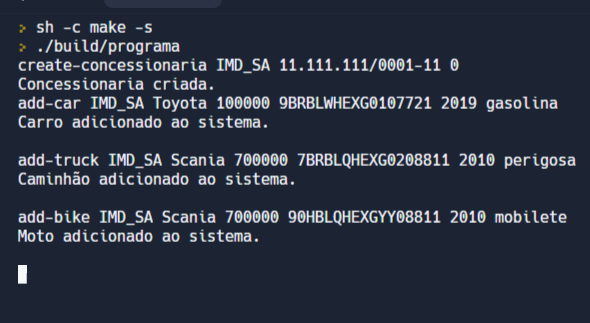 > sh -c make -s
> ./build/programa
create-concessionaria IMD_SA 11.111.111/0001-11 0
Concessionaria criada.
add-car IMD_SA Toyota 100000 9BRBLWHEXG0107721 2019 gasolina
Carro adicionado ao sistema.
add-truck IMD_SA Scania 700000 7BRBLQHEXG0208811 2010 perigosa
Caminhão adicionado ao sistema.
add-bike IMD_SA Scania 700000 90HBLQHEXGYY08811 2010 mobilete
Moto adicionado ao sistema.